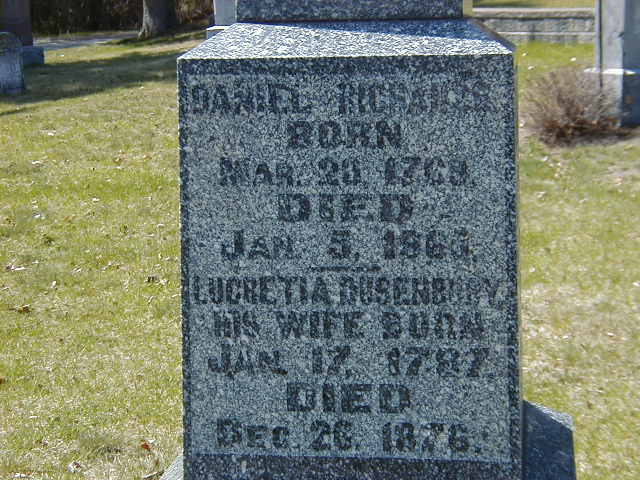 DANIEL RICHARDS.
BORN
MAR. 1769.
DIED
JAN. 5.
LUCRETIA DUSENBURY,
HIS WIFE BORN
JAN. 17, 1787.
DIED
DEC. 26. 1876.